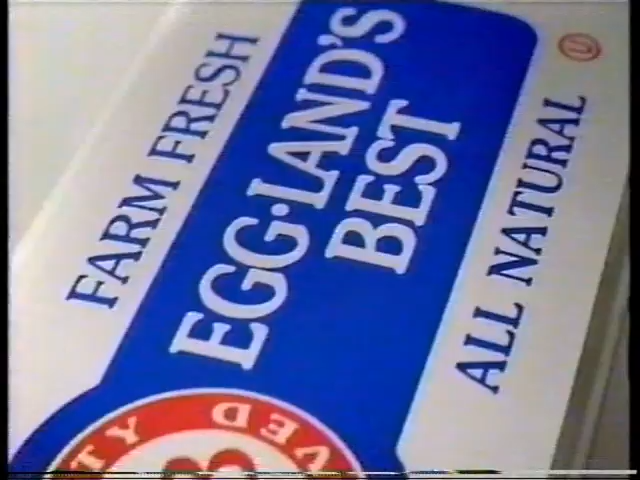 FARM FRESH
EGG·LAND'S
BEST
ALL NATURAL
U